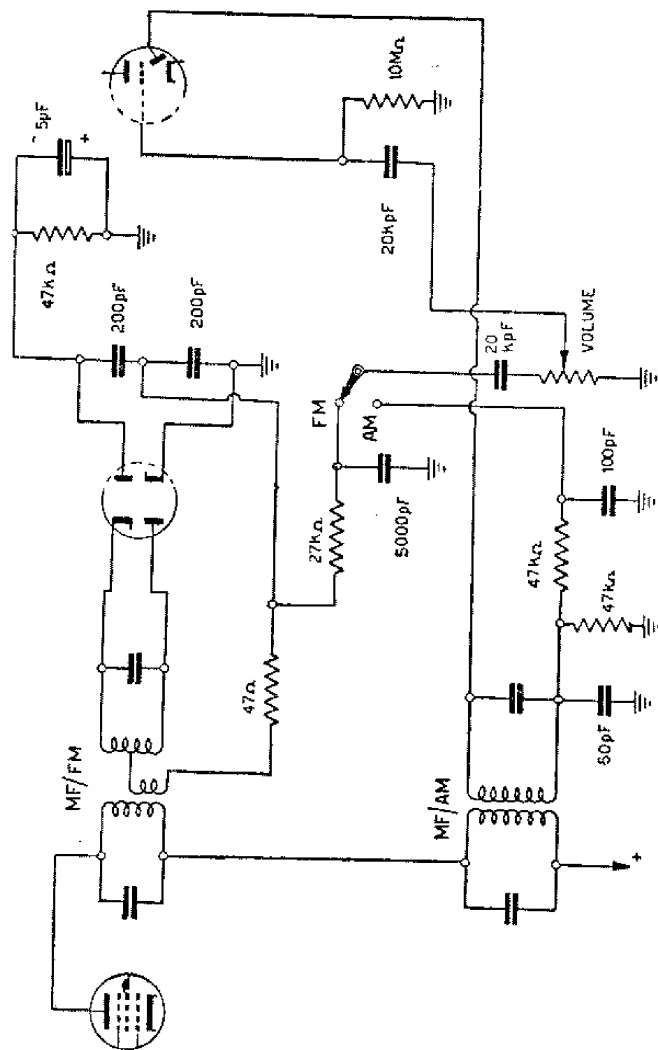 MF/FM
47Ω
200pF
200pF
47kΩ
5µF
+
27kΩ
5000pF
FM
AM
20
KpF
VOLUME
20KpF
10MΩ
MF/AM
50pF
47kΩ
47kΩ
100pF
+